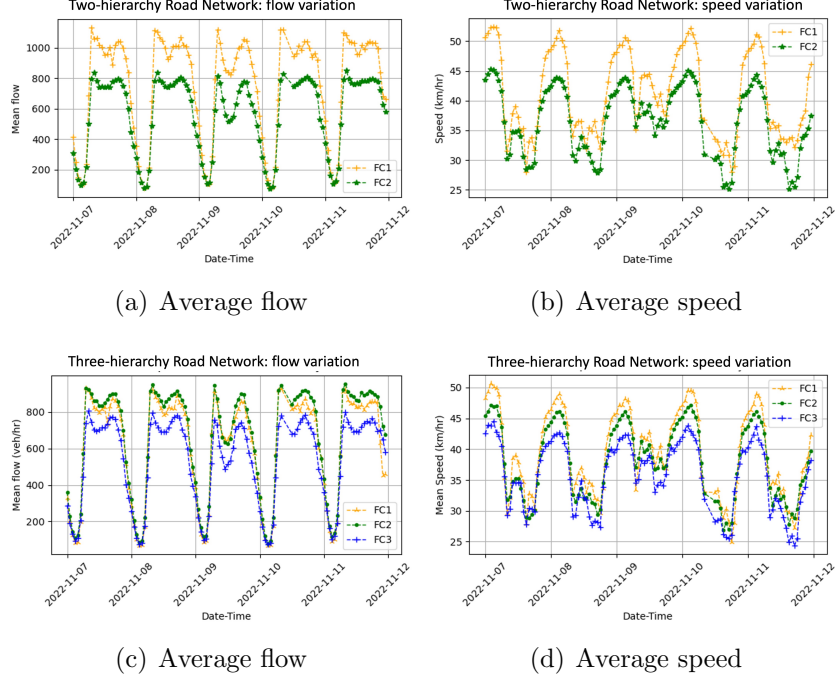 Two-hierarchy Road Network: flow variation
Mean flow
1000
800
600
400
200
FC1
FC2
2022-11-07
2022-11-08
2022-11-09
2022-11-10
2022-11-11
2022-11-12
Date-Time
(a) Average flow
Two-hierarchy Road Network: speed variation
Speed (km/hr)
50
45
40
35
30
25
FC1
FC2
2022-11-07
2022-11-08
2022-11-09
2022-11-10
2022-11-11
2022-11-12
Date-Time
(b) Average speed
Three-hierarchy Road Network: flow variation
Mean flow (veh/hr)
800
600
400
200
FC1
FC2
FC3
2022-11-07
2022-11-08
2022-11-09
2022-11-10
2022-11-11
2022-11-12
Date-Time
(c) Average flow
Three-hierarchy Road Network: speed variation
Mean Speed (km/hr)
50
45
40
35
30
25
FC1
FC2
FC3
2022-11-07
2022-11-08
2022-11-09
2022-11-10
2022-11-11
2022-11-12
Date-Time
(d) Average speed